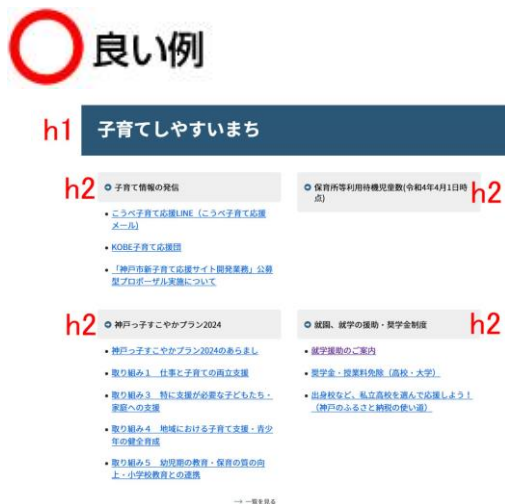 良い例
h1 子育てしやすいまち
h2 子育て情報の発信
こうべ子育て応援LINE（こうべ子育て応援
メール)
KOBE子育て応援団
「神戸市新子育て応援サイト開発業務」公募
型プロポーザル実施について
保育所等利用待機児童数(令和4年4月1日時
点) h2
h2 神戸っ子すこやかプラン2024
神戸っ子すこやかプラン2024のあらまし
取り組み１　仕事と子育ての両立支援
取り組み３　特に支援が必要な子どもたち・
家庭への支援
取り組み４　地域における子育て支援・青少
年の健全育成
取り組み５　幼児期の教育・保育の質の向
上・小学校教育との連携
就園、就学の援助・奨学金制度 h2
就学援助のご案内
奨学金・授業料免除（高校・大学）
出身校など、私立高校を選んで応援しよう！
（神戸のふるさと納税の使い道）
→ 一覧を見る